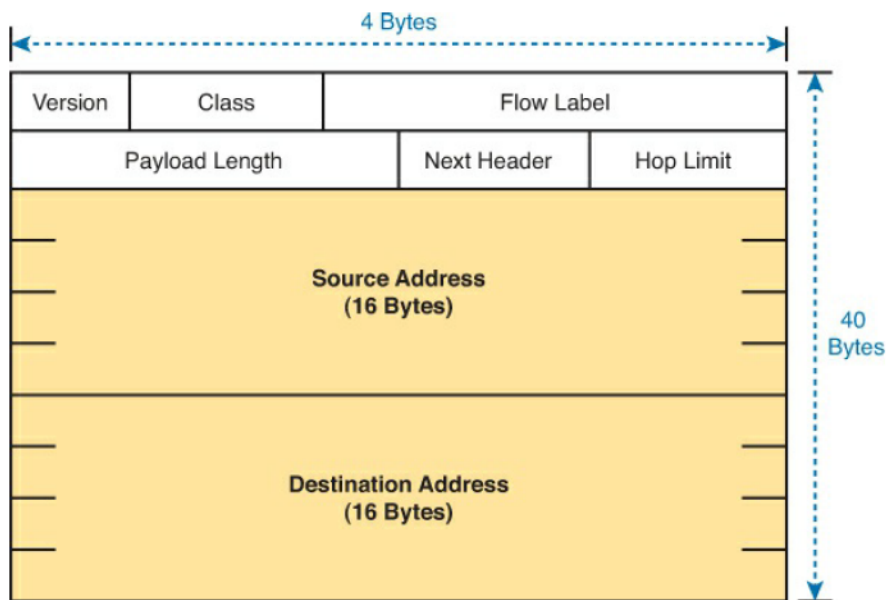 4 Bytes
Version Class Flow Label
Payload Length Next Header Hop Limit
Source Address
(16 Bytes)
40
Bytes
Destination Address
(16 Bytes)